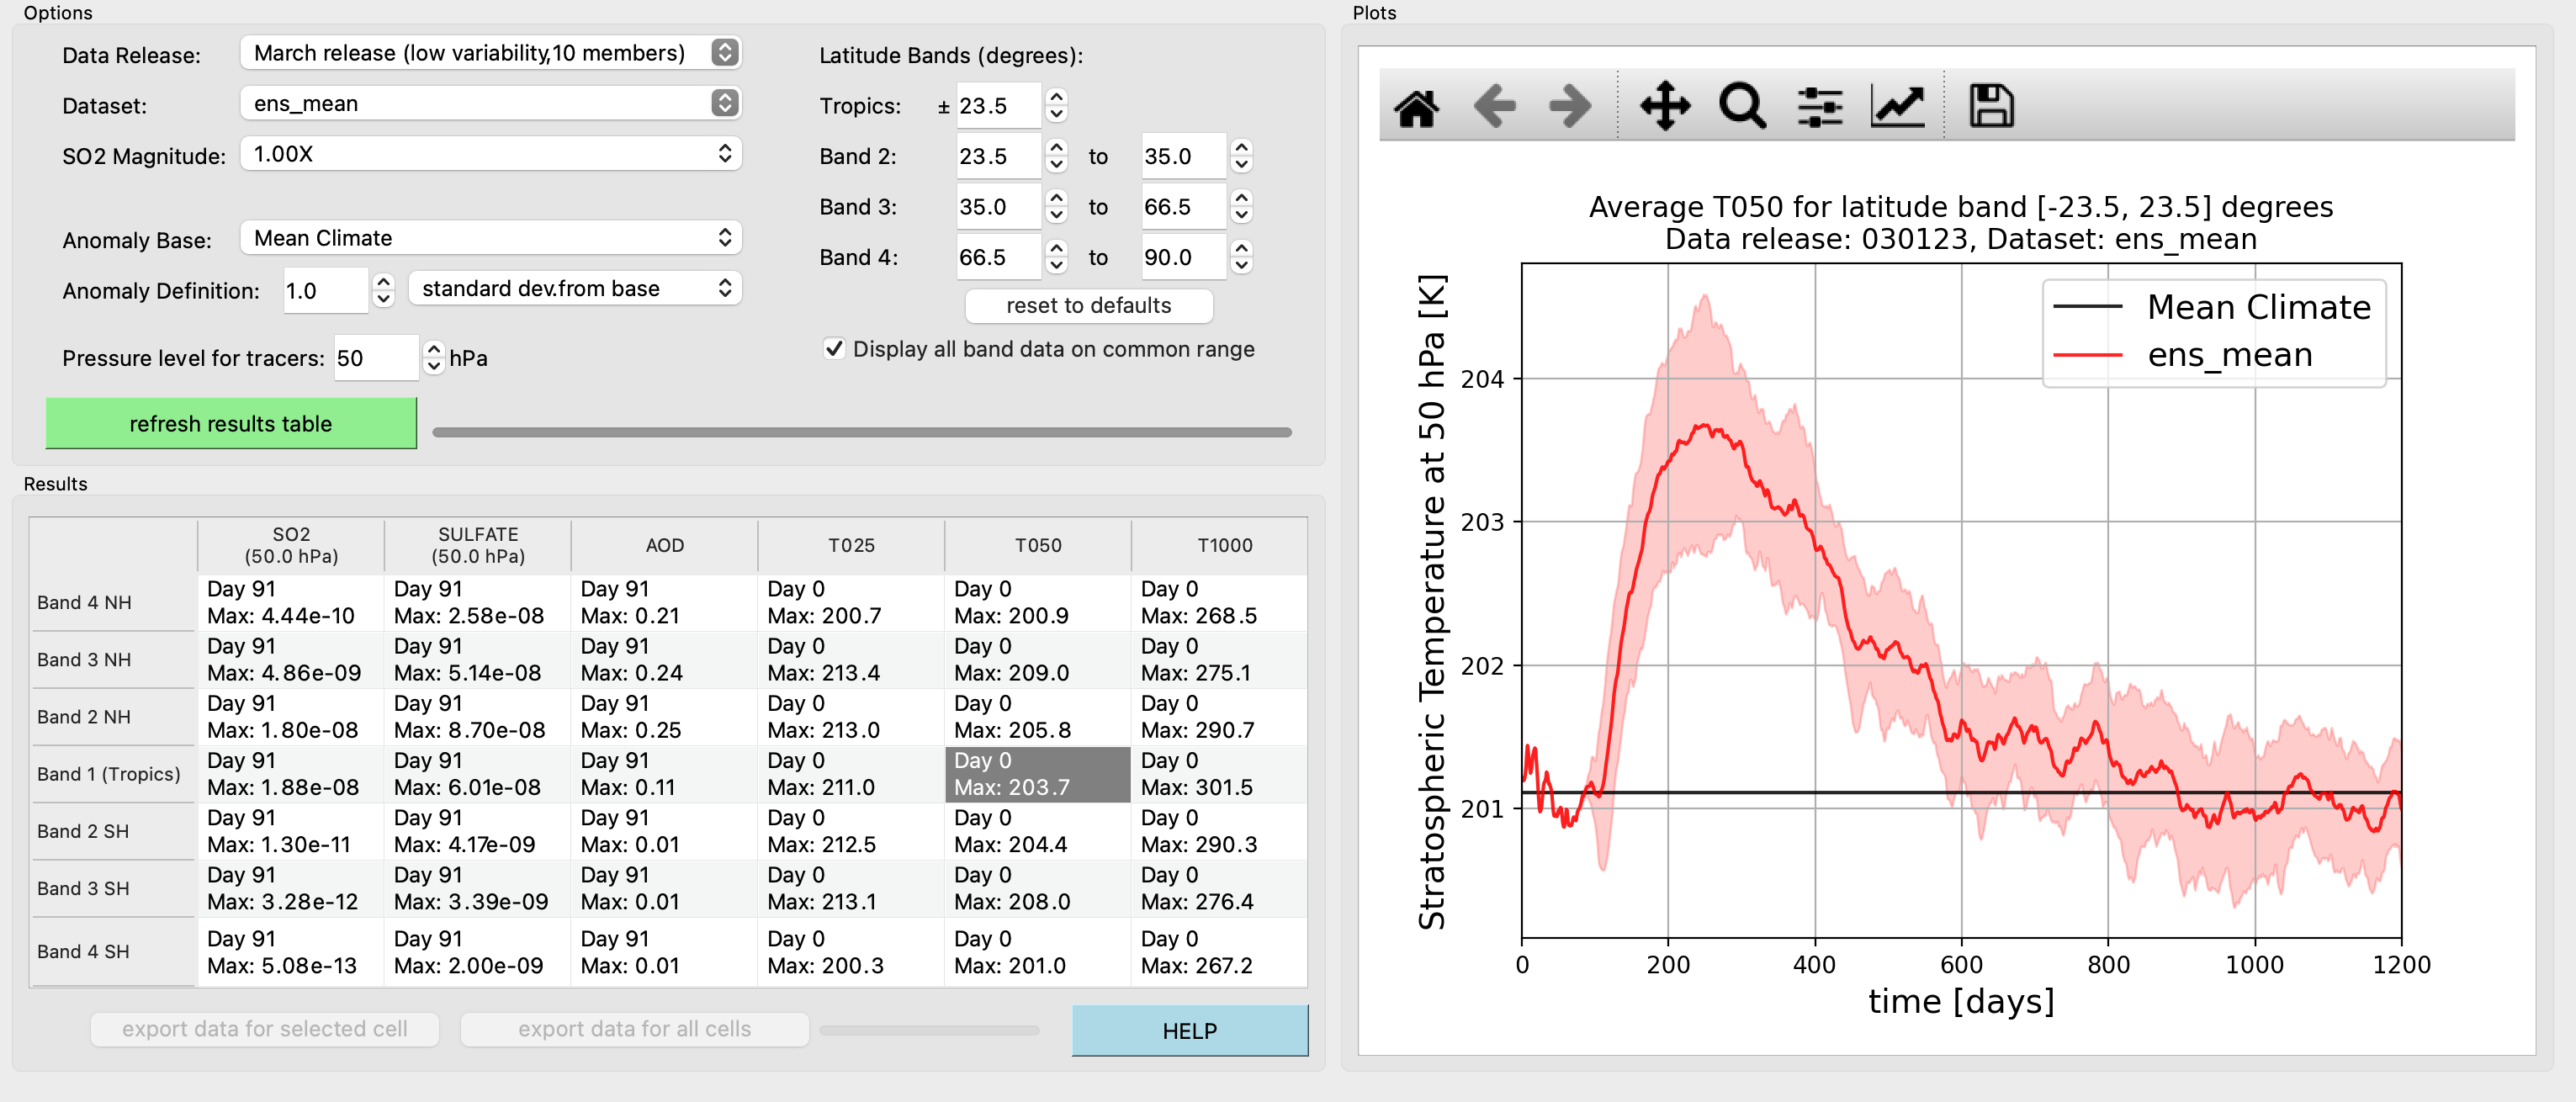 Options
Data Release: March release (low variability,10 members)
Dataset: ens_mean
SO2 Magnitude: 1.00X
Anomaly Base: Mean Climate
Anomaly Definition: 1.0 standard dev.from base
Pressure level for tracers: 50 hPa
Latitude Bands (degrees):
Tropics: ± 23.5
Band 2: 23.5 to 35.0
Band 3: 35.0 to 66.5
Band 4: 66.5 to 90.0
reset to defaults
Display all band data on common range
refresh results table
Results
SO2 SULFATE AOD T025 T050 T1000
(50.0 hPa) (50.0 hPa)
Band 4 NH
Day 91 Day 91 Day 91 Day 0 Day 0 Day 0
Max: 4.44e-10 Max: 2.58e-08 Max: 0.21 Max: 200.7 Max: 200.9 Max: 268.5
Band 3 NH
Day 91 Day 91 Day 91 Day 0 Day 0 Day 0
Max: 4.86e-09 Max: 5.14e-08 Max: 0.24 Max: 213.4 Max: 209.0 Max: 275.1
Band 2 NH
Day 91 Day 91 Day 91 Day 0 Day 0 Day 0
Max: 1.80e-08 Max: 8.70e-08 Max: 0.25 Max: 213.0 Max: 205.8 Max: 290.7
Band 1 (Tropics)
Day 91 Day 91 Day 91 Day 0 Day 0 Day 0
Max: 1.88e-08 Max: 6.01e-08 Max: 0.11 Max: 211.0 Max: 203.7 Max: 301.5
Band 2 SH
Day 91 Day 91 Day 91 Day 0 Day 0 Day 0
Max: 1.30e-11 Max: 4.17e-09 Max: 0.01 Max: 212.5 Max: 204.4 Max: 290.3
Band 3 SH
Day 91 Day 91 Day 91 Day 0 Day 0 Day 0
Max: 3.28e-12 Max: 3.39e-09 Max: 0.01 Max: 213.1 Max: 208.0 Max: 276.4
Band 4 SH
Day 91 Day 91 Day 91 Day 0 Day 0 Day 0
Max: 5.08e-13 Max: 2.00e-09 Max: 0.01 Max: 200.3 Max: 201.0 Max: 267.2
export data for selected cell
export data for all cells
HELP
Plots
Average T050 for latitude band [-23.5, 23.5] degrees
Data release: 030123, Dataset: ens_mean
Mean Climate
ens_mean
Stratospheric Temperature at 50 hPa [K]
204
203
202
201
0 200 400 600 800 1000 1200
time [days]